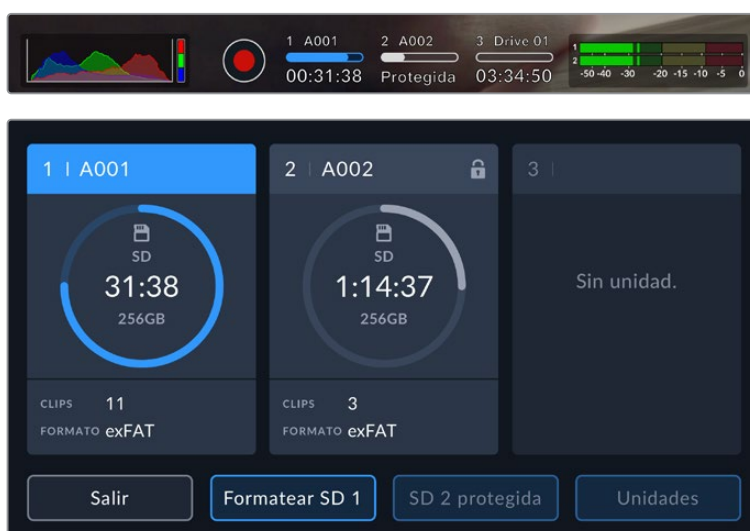 1 A001 2 A002 3 Drive 01
00:31:38 Protegida 03:34:50
1
2
-50 -40 -30 -20 -15 -10 -5 0
1 | A001
SD
31:38
256GB
CLIPS 11
FORMATO exFAT
2 | A002
SD
1:14:37
256GB
CLIPS 3
FORMATO exFAT
3 |
Sin unidad.
Salir Formatear SD 1 SD 2 protegida Unidades